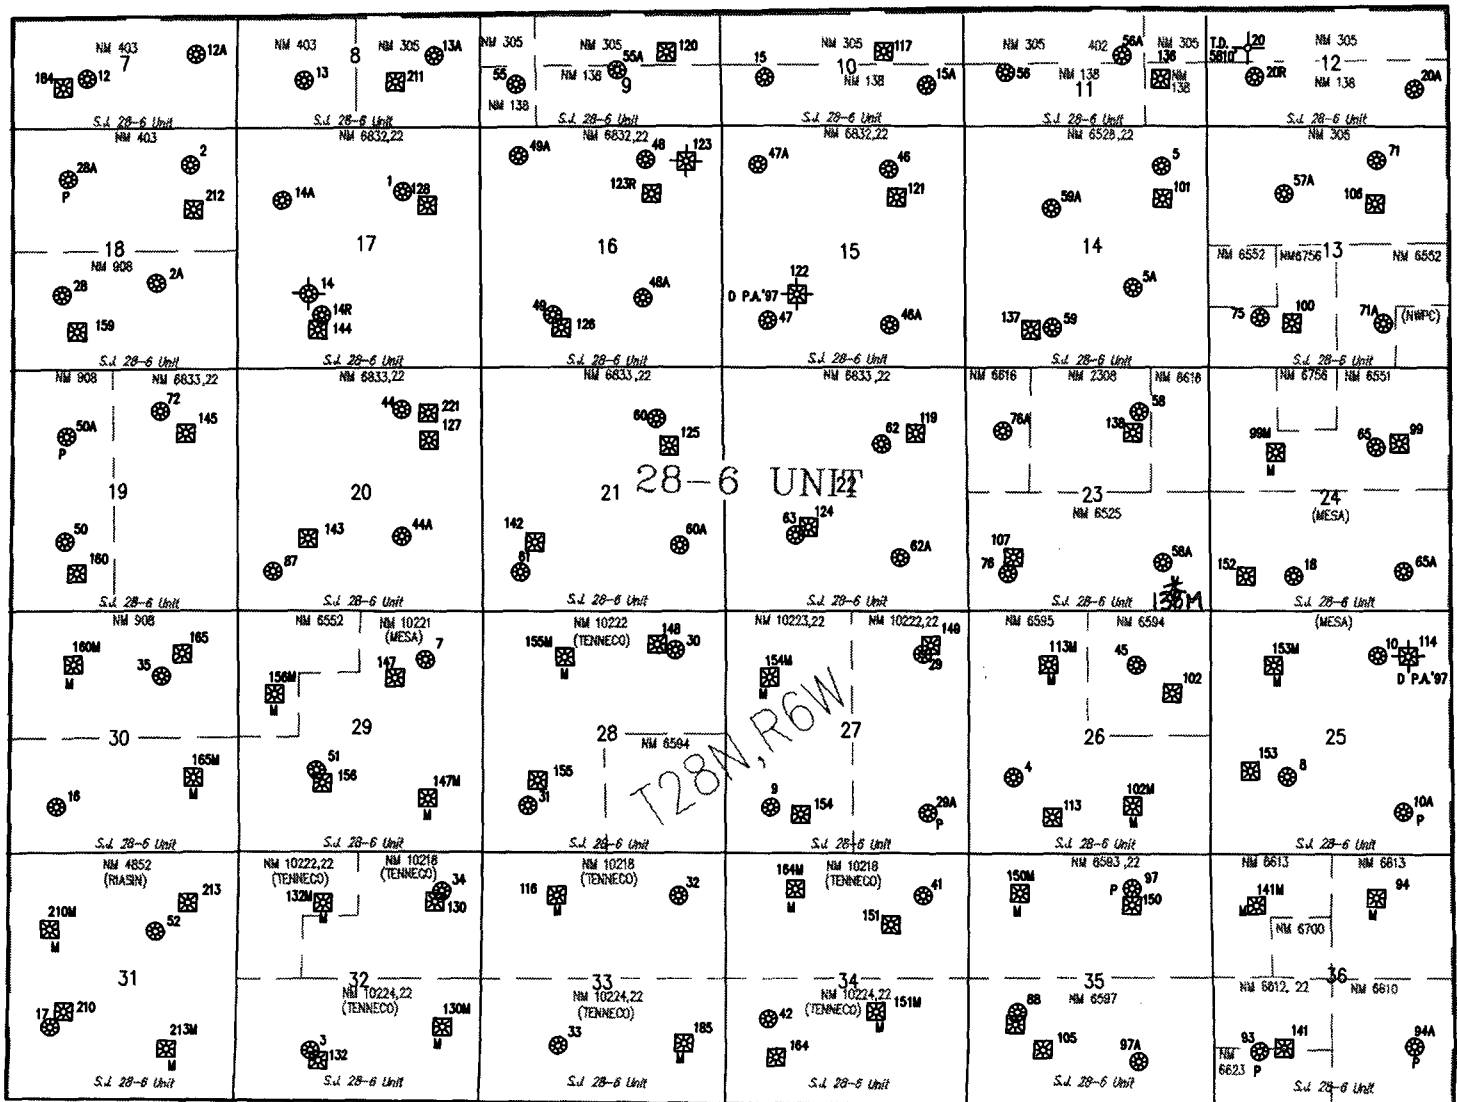 NM 403
7
12A
184
12
S.J. 28-6 Unit
NM 403
8
NM 305
13A
13
211
S.J. 28-6 Unit
NM 305
NM 305
120
55A
55
NM 138
9
NM 138
S.J. 28-6 Unit
NM 305
117
15
10
NM 138
15A
S.J. 28-6 Unit
NM 305
402
56A
NM 305
136
56
NM 138
11
NM 138
S.J. 28-6 Unit
T.D.
5810
20
NM 305
12
20R
NM 138
20A
S.J. 28-6 Unit
NM 403
2
28A
P
212
18
NM 908
2A
28
159
S.J. 28-6 Unit
NM 6832,22
14A
1
128
17
14
14R
144
S.J. 28-6 Unit
NM 6832,22
49A
48
123
123R
16
48A
49
126
S.J. 28-6 Unit
NM 6832,22
47A
46
121
15
122
D P.A.'97
47
46A
S.J. 28-6 Unit
NM 6528,22
5
59A
101
14
5A
137
59
S.J. 28-6 Unit
NM 305
71
57A
106
13
NM 6552
NM6756
NM 6552
75
100
71A
(NWPC)
S.J. 28-6 Unit
NM 908
NM 6833,22
72
50A
P
145
19
50
160
S.J. 28-6 Unit
NM 6833,22
44
221
127
20
143
44A
87
S.J. 28-6 Unit
NM 6833,22
60
125
21
142
60A
61
S.J. 28-6 Unit
28-6 UNIT
NM 6833,22
62
119
22
63
124
62A
S.J. 28-6 Unit
NM 6616
NM 2308
NM 6616
76A
58
138
23
NM 6525
107
76
58A
138M
S.J. 28-6 Unit
NM 6756
NM 6551
99M
M
65
99
24
(MESA)
152
18
65A
S.J. 28-6 Unit
NM 908
160M
M
165
35
30
165M
M
16
S.J. 28-6 Unit
NM 6552
NM 10221
(MESA)
7
147
156M
M
29
51
156
147M
M
S.J. 28-6 Unit
NM 10222
(TENNECO)
155M
M
148
30
28
NM 6594
155
31
S.J. 28-6 Unit
T28N,R6W
NM 10223,22
NM 10222,22
149
29
154M
M
27
9
154
29A
P
S.J. 28-6 Unit
NM 6595
NM 6594
113M
M
45
102
26
4
102M
M
113
S.J. 28-6 Unit
(MESA)
10
114
D P.A.'97
153M
M
25
153
8
10A
P
S.J. 28-6 Unit
NM 4852
(RIASIN)
213
210M
M
52
31
17
210
213M
M
S.J. 28-6 Unit
NM 10222,22
(TENNECO)
NM 10218
(TENNECO)
132M
M
34
130
32
NM 10224,22
(TENNECO)
130M
M
3
132
S.J. 28-6 Unit
NM 10218
(TENNECO)
116
M
32
33
NM 10224,22
(TENNECO)
33
185
M
S.J. 28-6 Unit
NM 10218
(TENNECO)
164M
M
41
151
34
NM 10224,22
(TENNECO)
151M
M
42
164
S.J. 28-6 Unit
NM 6593,22
150M
M
97
P
150
35
NM 6597
88
105
97A
S.J. 28-6 Unit
NM 6613
NM 6613
141M
M
94
M
NM 6700
36
NM 6612, 22
NM 6610
93
P
141
94A
P
NM
6623
S.J. 28-6 Unit